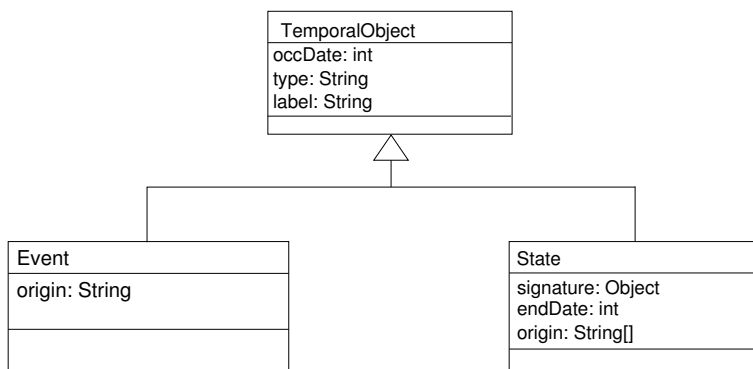 TemporalObject
occDate: int
type: String
label: String
Event
origin: String
State
signature: Object
endDate: int
origin: String[]